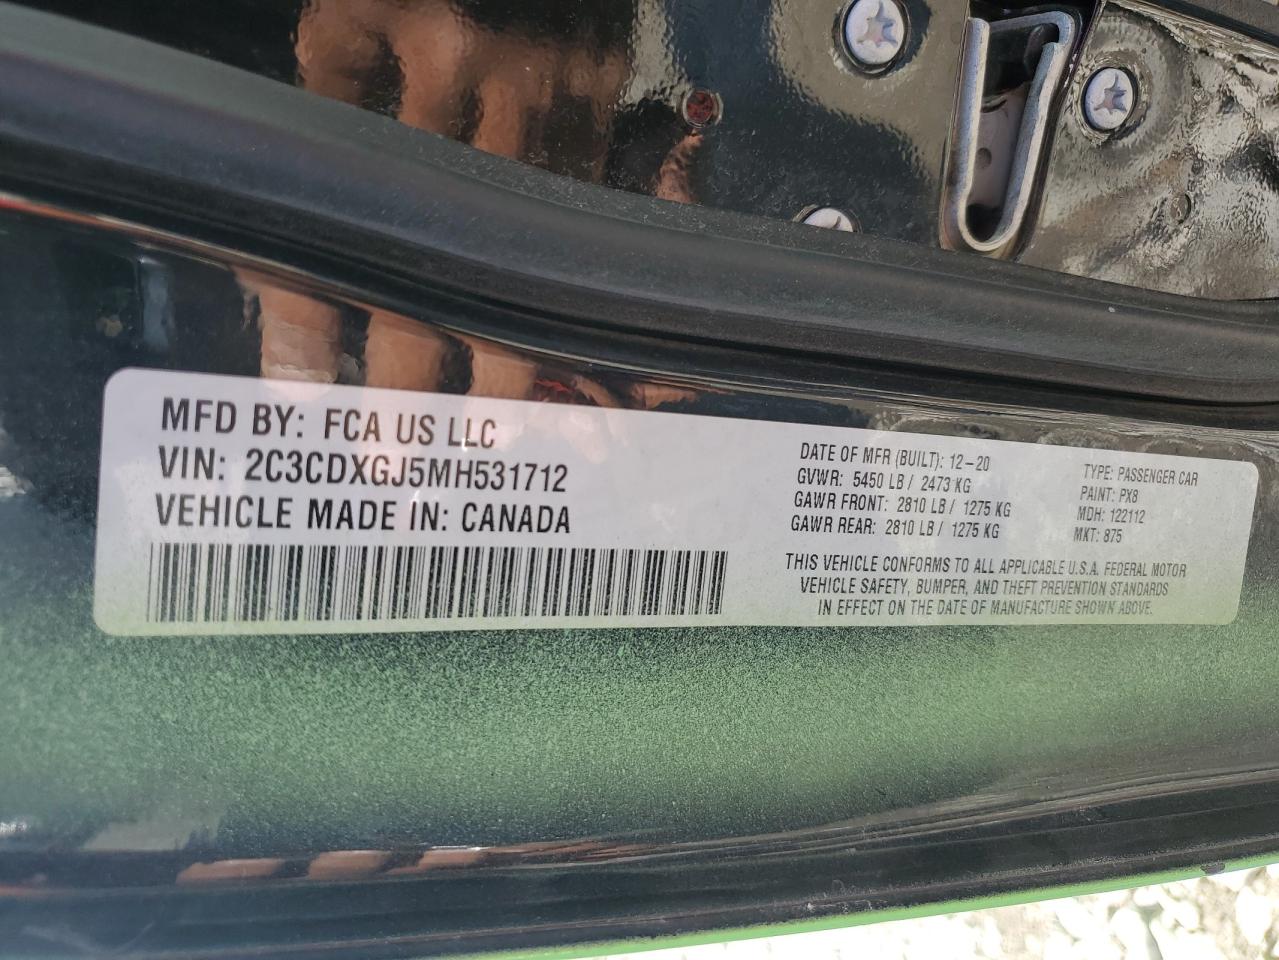 MFD BY: FCA US LLC
VIN: 2C3CDXGJ5MH531712
VEHICLE MADE IN: CANADA
DATE OF MFR (BUILT): 12-20
GVWR: 5450 LB / 2473 KG
GAWR FRONT: 2810 LB / 1275 KG
GAWR REAR: 2810 LB / 1275 KG
TYPE: PASSENGER CAR
PAINT: PX8
MDH: 122112
MKT: 875
THIS VEHICLE CONFORMS TO ALL APPLICABLE U.S.A. FEDERAL MOTOR
VEHICLE SAFETY, BUMPER, AND THEFT PREVENTION STANDARDS
IN EFFECT ON THE DATE OF MANUFACTURE SHOWN ABOVE.